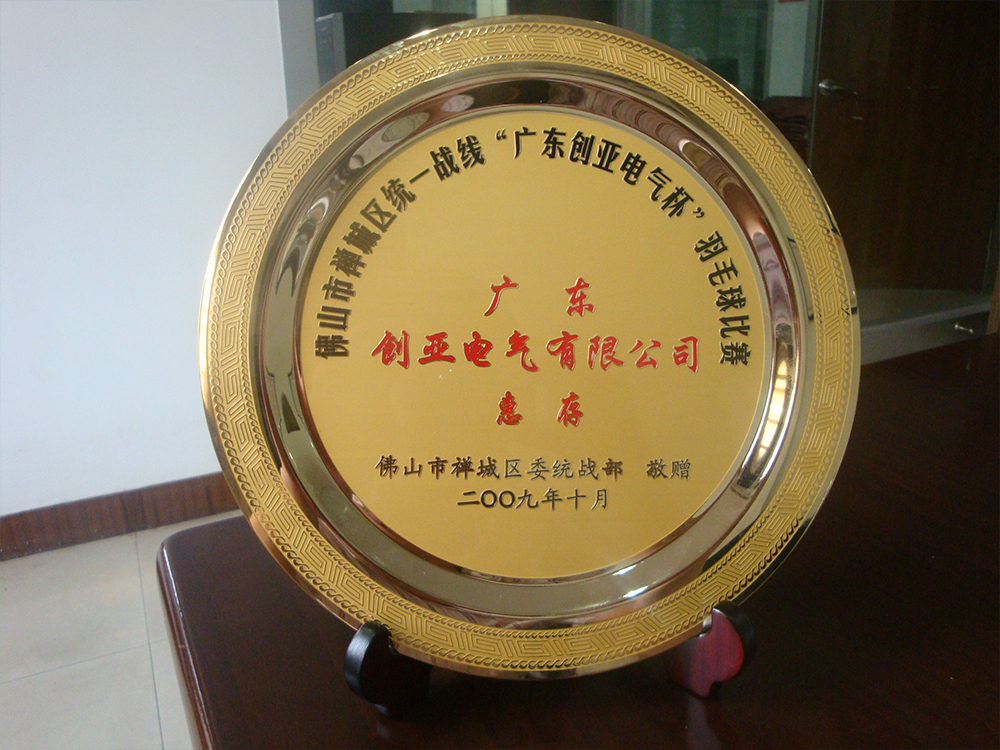 佛山市禅城区统一战线“广东创亚电气杯”羽毛球比赛
广 东
创亚电气有限公司
惠 存
佛山市禅城区委统战部 敬赠
二〇〇九年十月